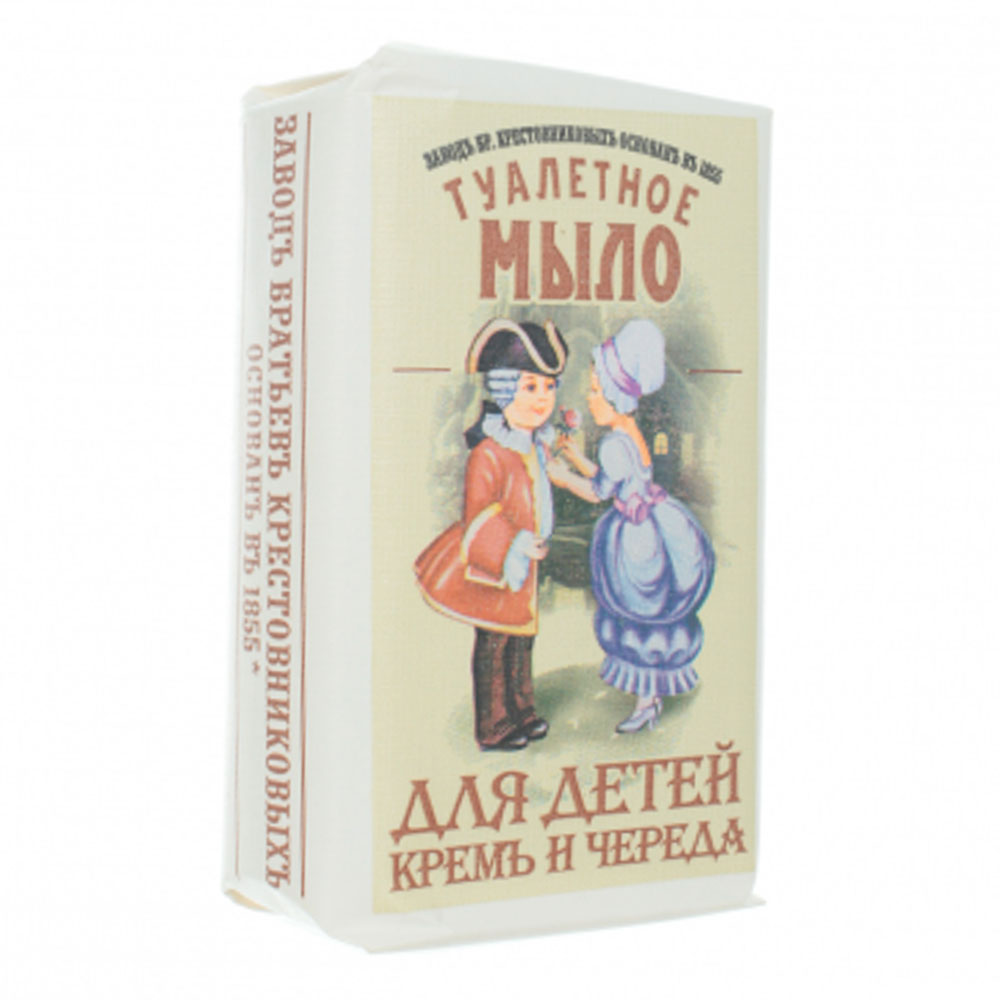 ЗАВОДЪ БР. КРЕСТОВНИКОВЫХЪ ОСНОВАНЪ ВЪ 1855
ТУАЛЕТНОЕ
МЫЛО
ДЛЯ ДЕТЕЙ
КРЕМЪ И ЧЕРЕДА
ЗАВОДЪ БРАТЬЕВЪ КРЕСТОВНИКОВЫХЪ
ОСНОВАНЪ ВЪ 1855 *